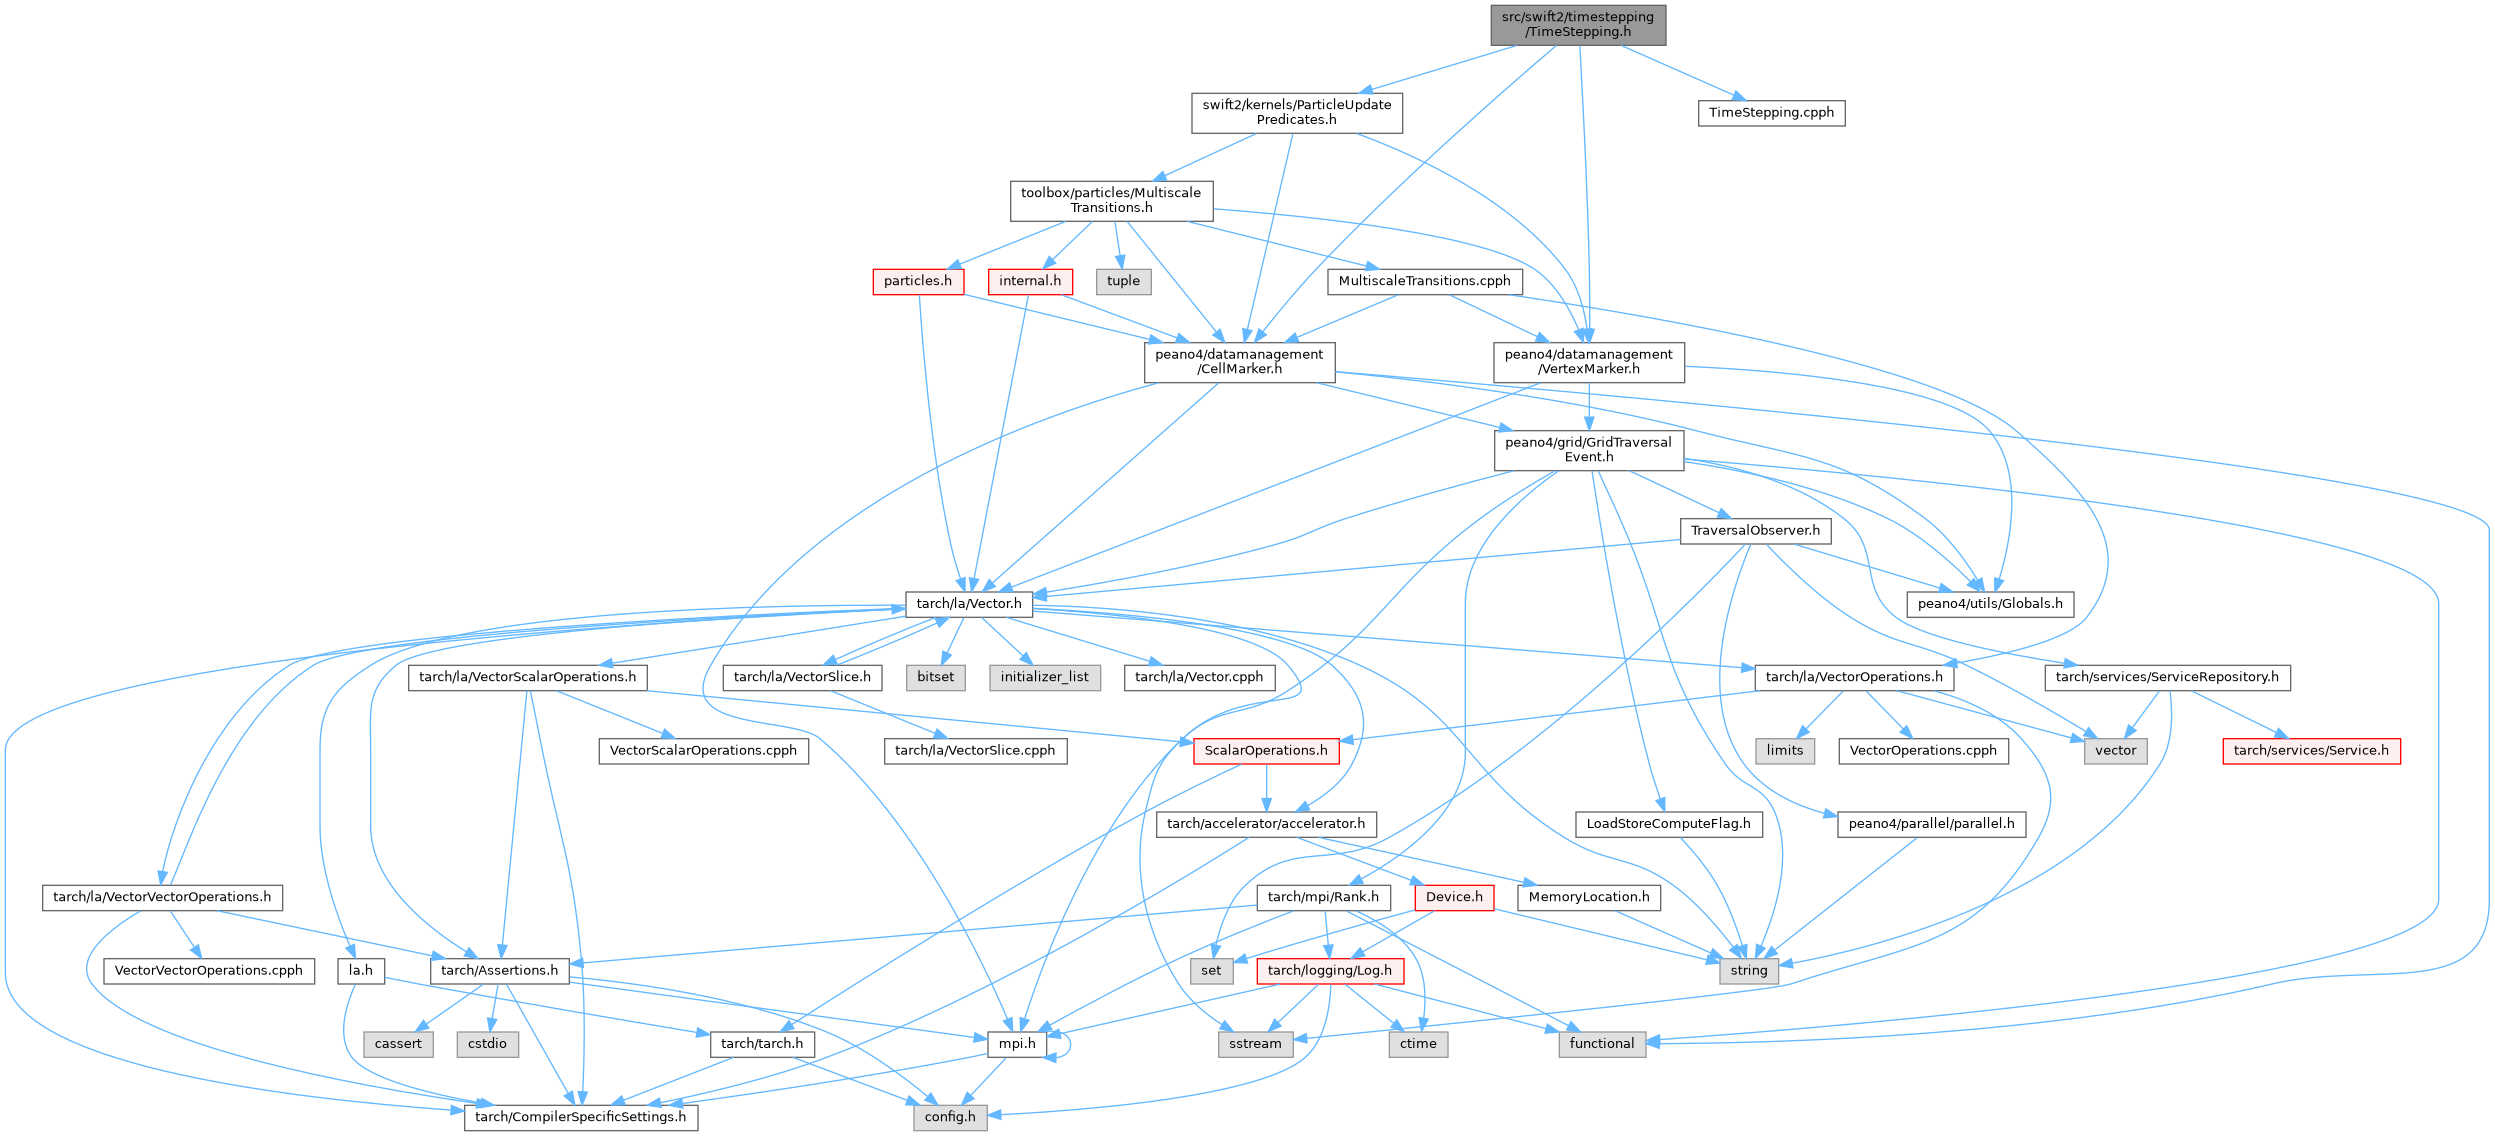 src/swift2/timestepping
/TimeStepping.h
swift2/kernels/ParticleUpdate
Predicates.h
TimeStepping.cpph
toolbox/particles/Multiscale
Transitions.h
particles.h
internal.h
tuple
MultiscaleTransitions.cpph
peano4/datamanagement
/CellMarker.h
peano4/datamanagement
/VertexMarker.h
peano4/grid/GridTraversal
Event.h
TraversalObserver.h
tarch/la/Vector.h
peano4/utils/Globals.h
tarch/la/VectorScalarOperations.h
tarch/la/VectorSlice.h
bitset
initializer_list
tarch/la/Vector.cpph
tarch/la/VectorOperations.h
tarch/services/ServiceRepository.h
VectorScalarOperations.cpph
tarch/la/VectorSlice.cpph
ScalarOperations.h
limits
VectorOperations.cpph
vector
tarch/services/Service.h
tarch/accelerator/accelerator.h
LoadStoreComputeFlag.h
peano4/parallel/parallel.h
tarch/la/VectorVectorOperations.h
tarch/mpi/Rank.h
Device.h
MemoryLocation.h
VectorVectorOperations.cpph
la.h
tarch/Assertions.h
set
tarch/logging/Log.h
string
cassert
cstdio
tarch/tarch.h
mpi.h
sstream
ctime
functional
tarch/CompilerSpecificSettings.h
config.h